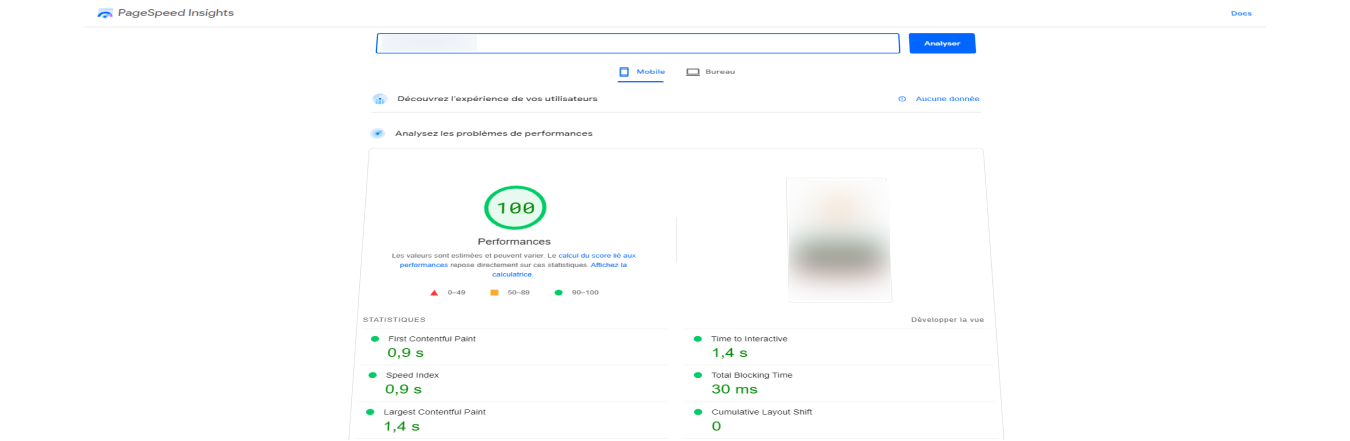 PageSpeed Insights
Docs
Analyser
Mobile
Bureau
Découvrez l'expérience de vos utilisateurs
Aucune donnée
Analysez les problèmes de performances
100
Performances
Les valeurs sont estimées et peuvent varier. Le calcul du score lié aux
performances repose directement sur ces statistiques. Affichez la
calculatrice.
0–49
50–89
90–100
STATISTIQUES
Développer la vue
First Contentful Paint
0,9 s
Time to Interactive
1,4 s
Speed Index
0,9 s
Total Blocking Time
30 ms
Largest Contentful Paint
1,4 s
Cumulative Layout Shift
0